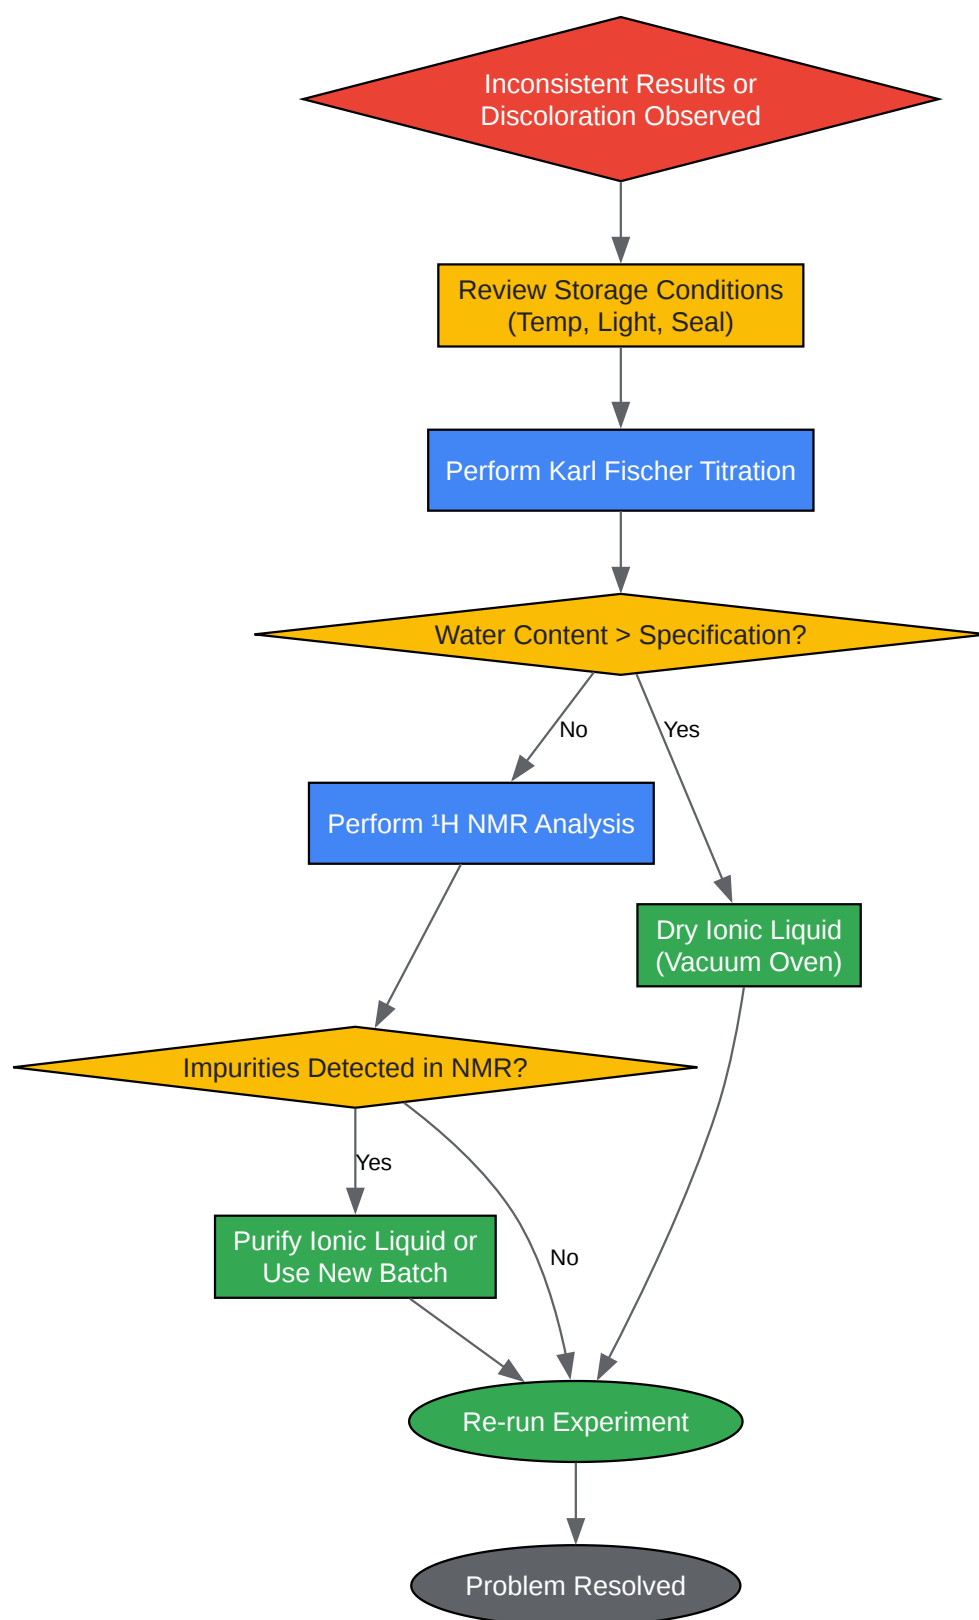 Inconsistent Results or
Discoloration Observed
Review Storage Conditions
(Temp, Light, Seal)
Perform Karl Fischer Titration
Water Content > Specification?
No
Yes
Perform ¹H NMR Analysis
Dry Ionic Liquid
(Vacuum Oven)
Impurities Detected in NMR?
Yes
Purify Ionic Liquid or
Use New Batch
No
Re-run Experiment
Problem Resolved